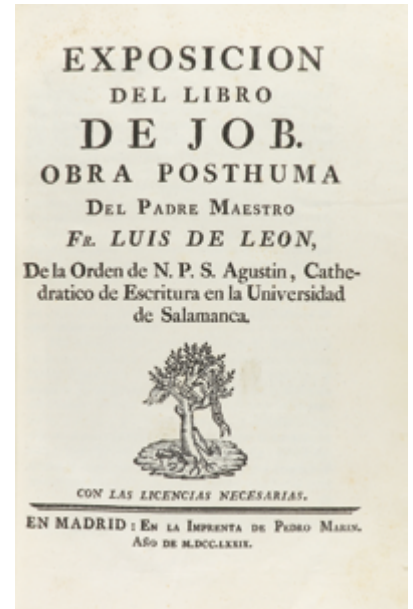 EXPOSICION
DEL LIBRO
DE JOB.
OBRA POSTHUMA
DEL PADRE MAESTRO
FR. LUIS DE LEON,
De la Orden de N. P. S. Agustin, Cathe-
dratico de Escritura en la Universidad
de Salamanca.
CON LAS LICENCIAS NECESARIAS.
EN MADRID : EN LA IMPRENTA DE PEDRO MARIN.
AÑO DE M.DCC.LXXIX.